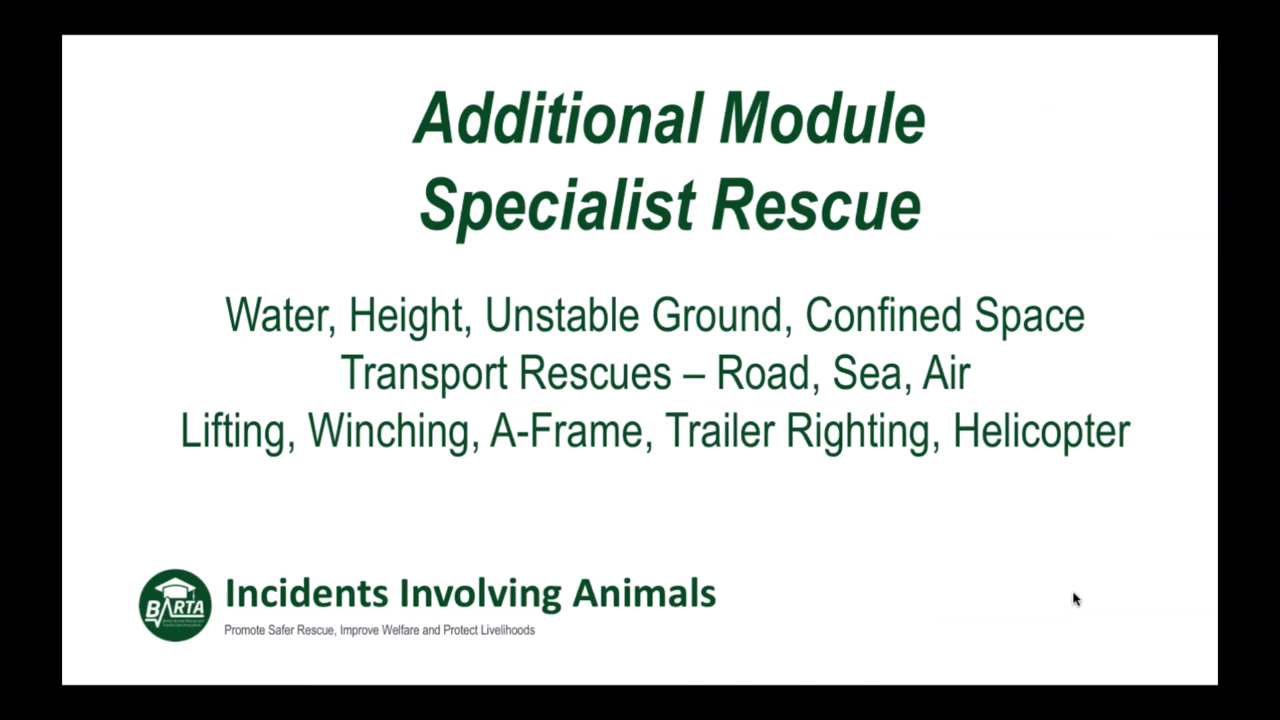 Additional Module
Specialist Rescue
Water, Height, Unstable Ground, Confined Space
Transport Rescues – Road, Sea, Air
Lifting, Winching, A-Frame, Trailer Righting, Helicopter
BARTA
Incidents Involving Animals
Promote Safer Rescue, Improve Welfare and Protect Livelihoods